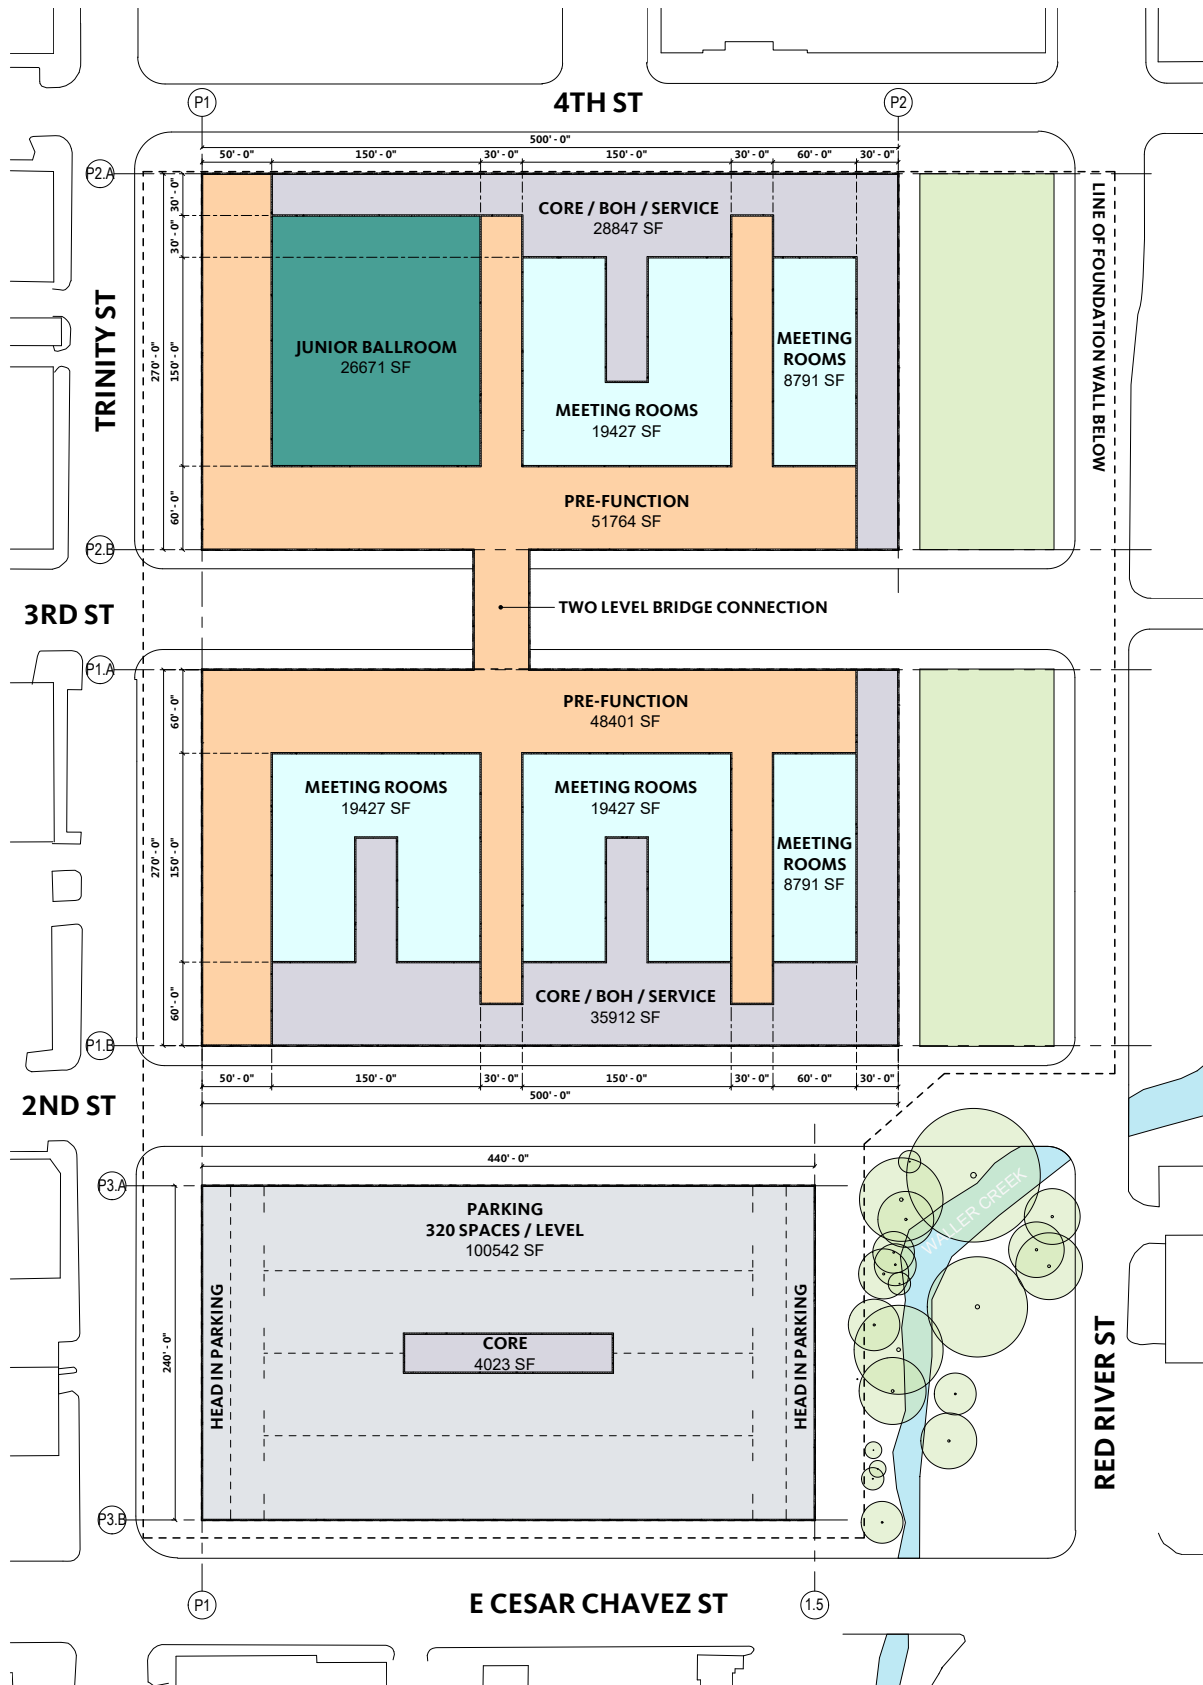 P1
4TH ST
P2
500' - 0"
50' - 0"
150' - 0"
30' - 0"
150' - 0"
30' - 0"
60' - 0"
30' - 0"
P2.A
30' - 0"
30' - 0"
CORE / BOH / SERVICE
28847 SF
LINE OF FOUNDATION WALL BELOW
TRINITY ST
270' - 0"
150' - 0"
JUNIOR BALLROOM
26671 SF
MEETING
ROOMS
8791 SF
MEETING ROOMS
19427 SF
60' - 0"
PRE-FUNCTION
51764 SF
P2.B
3RD ST
TWO LEVEL BRIDGE CONNECTION
P1.A
60' - 0"
PRE-FUNCTION
48401 SF
MEETING ROOMS
19427 SF
MEETING ROOMS
19427 SF
270' - 0"
150' - 0"
MEETING
ROOMS
8791 SF
60' - 0"
CORE / BOH / SERVICE
35912 SF
P1.B
50' - 0"
150' - 0"
30' - 0"
150' - 0"
30' - 0"
60' - 0"
30' - 0"
500' - 0"
2ND ST
440' - 0"
P3.A
PARKING
320 SPACES / LEVEL
100542 SF
WALLER CREEK
HEAD IN PARKING
HEAD IN PARKING
240' - 0"
CORE
4023 SF
RED RIVER ST
P3.B
P1
E CESAR CHAVEZ ST
1.5